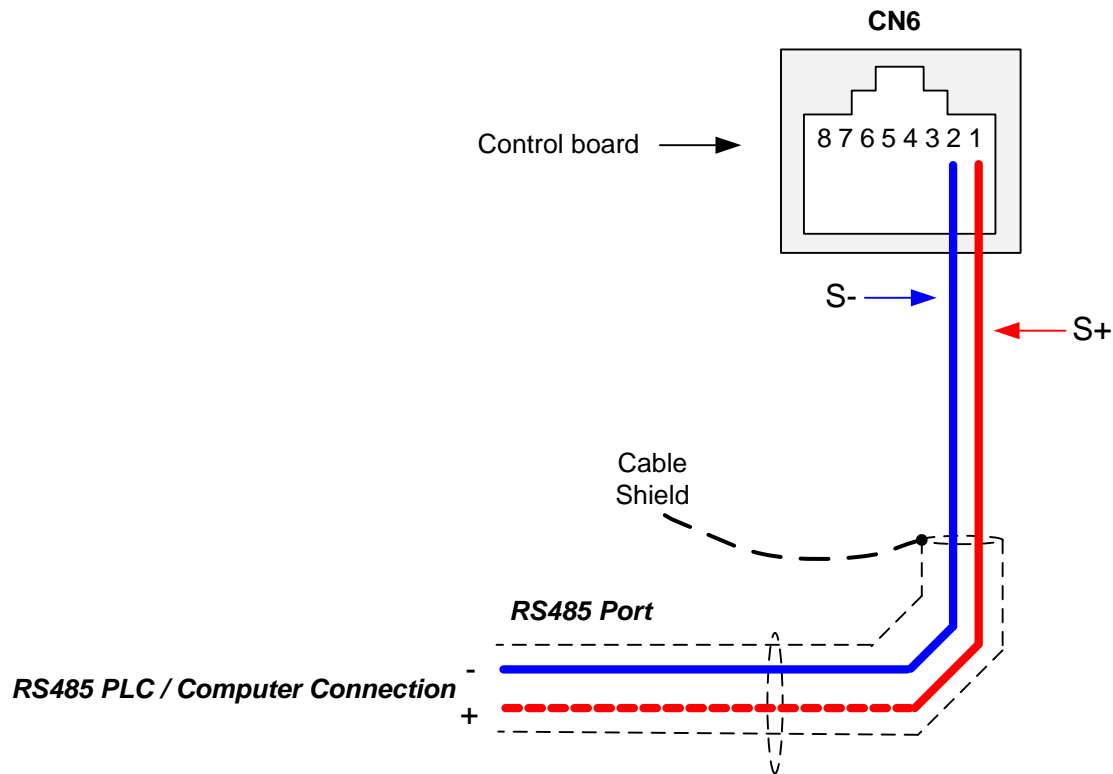 CN6
Control board
8 7 6 5 4 3 2 1
S-
S+
Cable
Shield
RS485 Port
-
RS485 PLC / Computer Connection
+